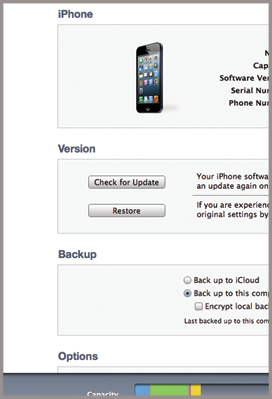 iPhone
N
Cap
Software Ver
Serial Nu
Phone Nu
Version
Check for Update
Your iPhone softw
an update again on
Restore
If you are experien
original settings by
Backup
Back up to iCloud
Back up to this comp
Encrypt local back
Last backed up to this com
Options
Capacity